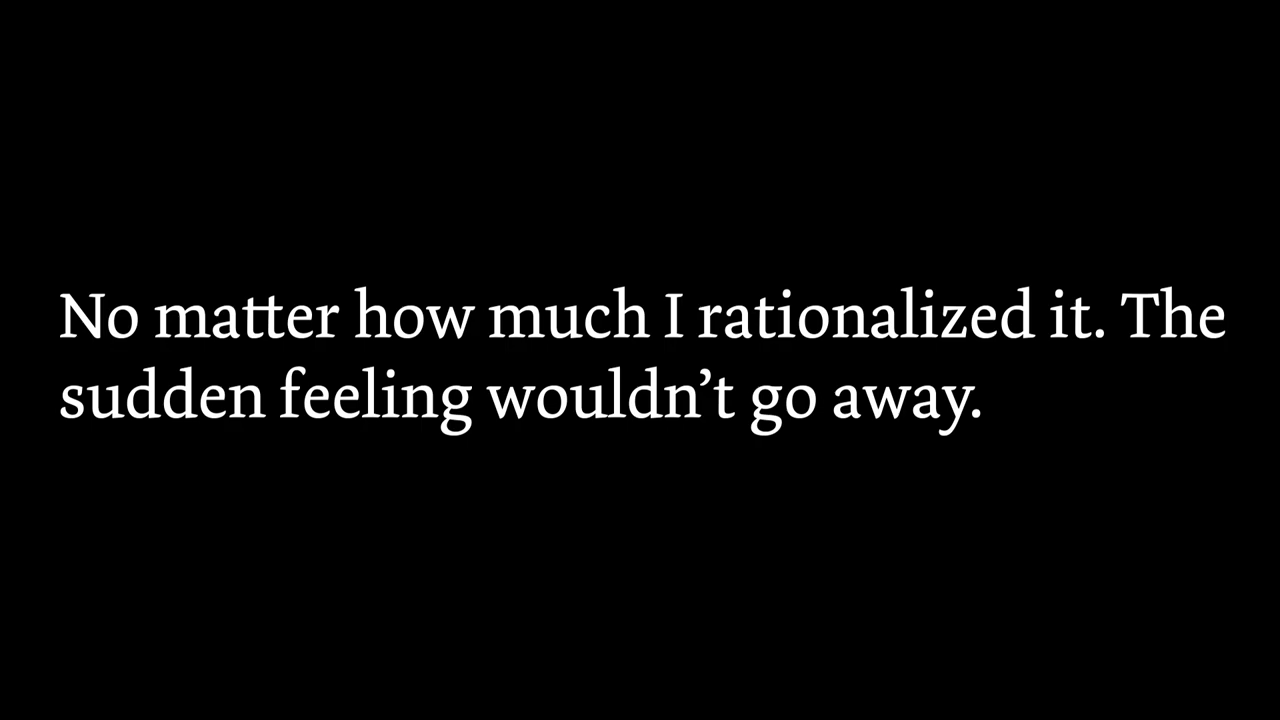 No matter how much I rationalized it. The
sudden feeling wouldn’t go away.